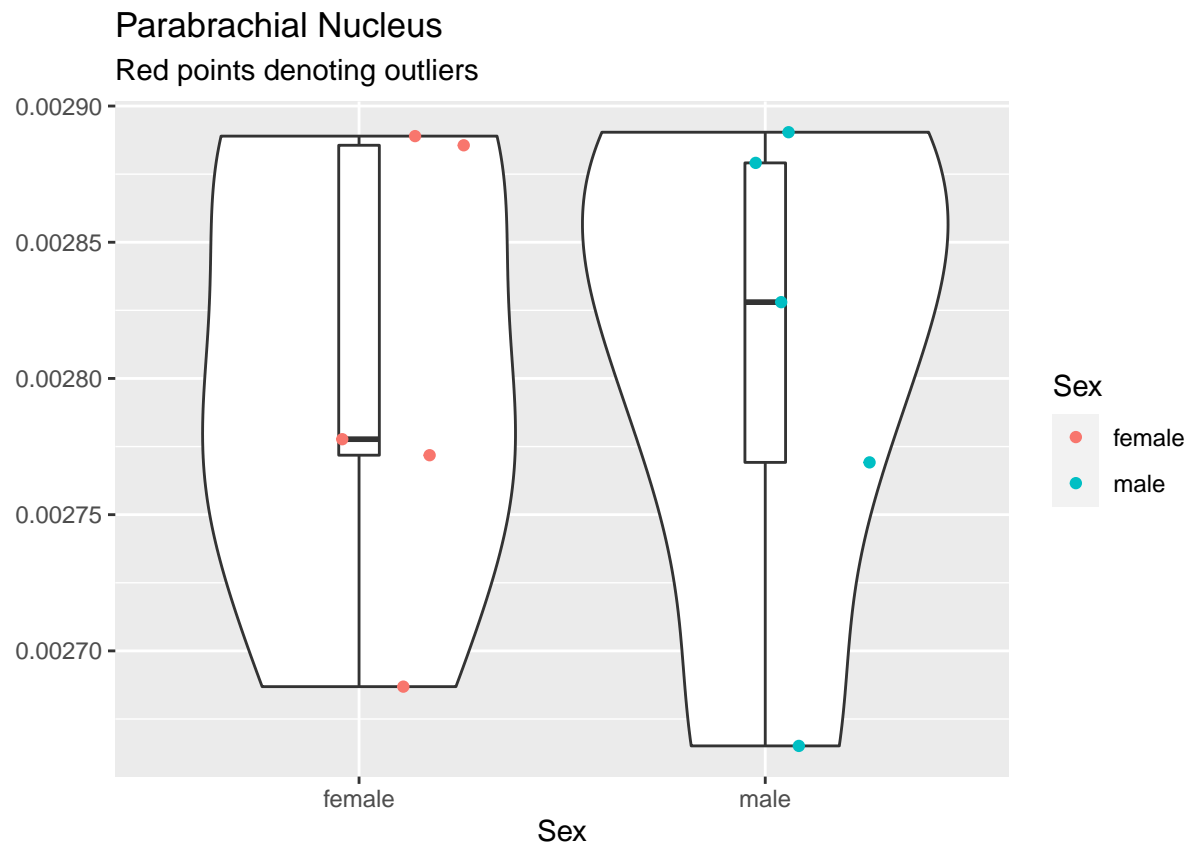 Parabrachial Nucleus
Red points denoting outliers
0.00290
0.00285
0.00280
0.00275
0.00270
female
male
Sex
Sex
female
male